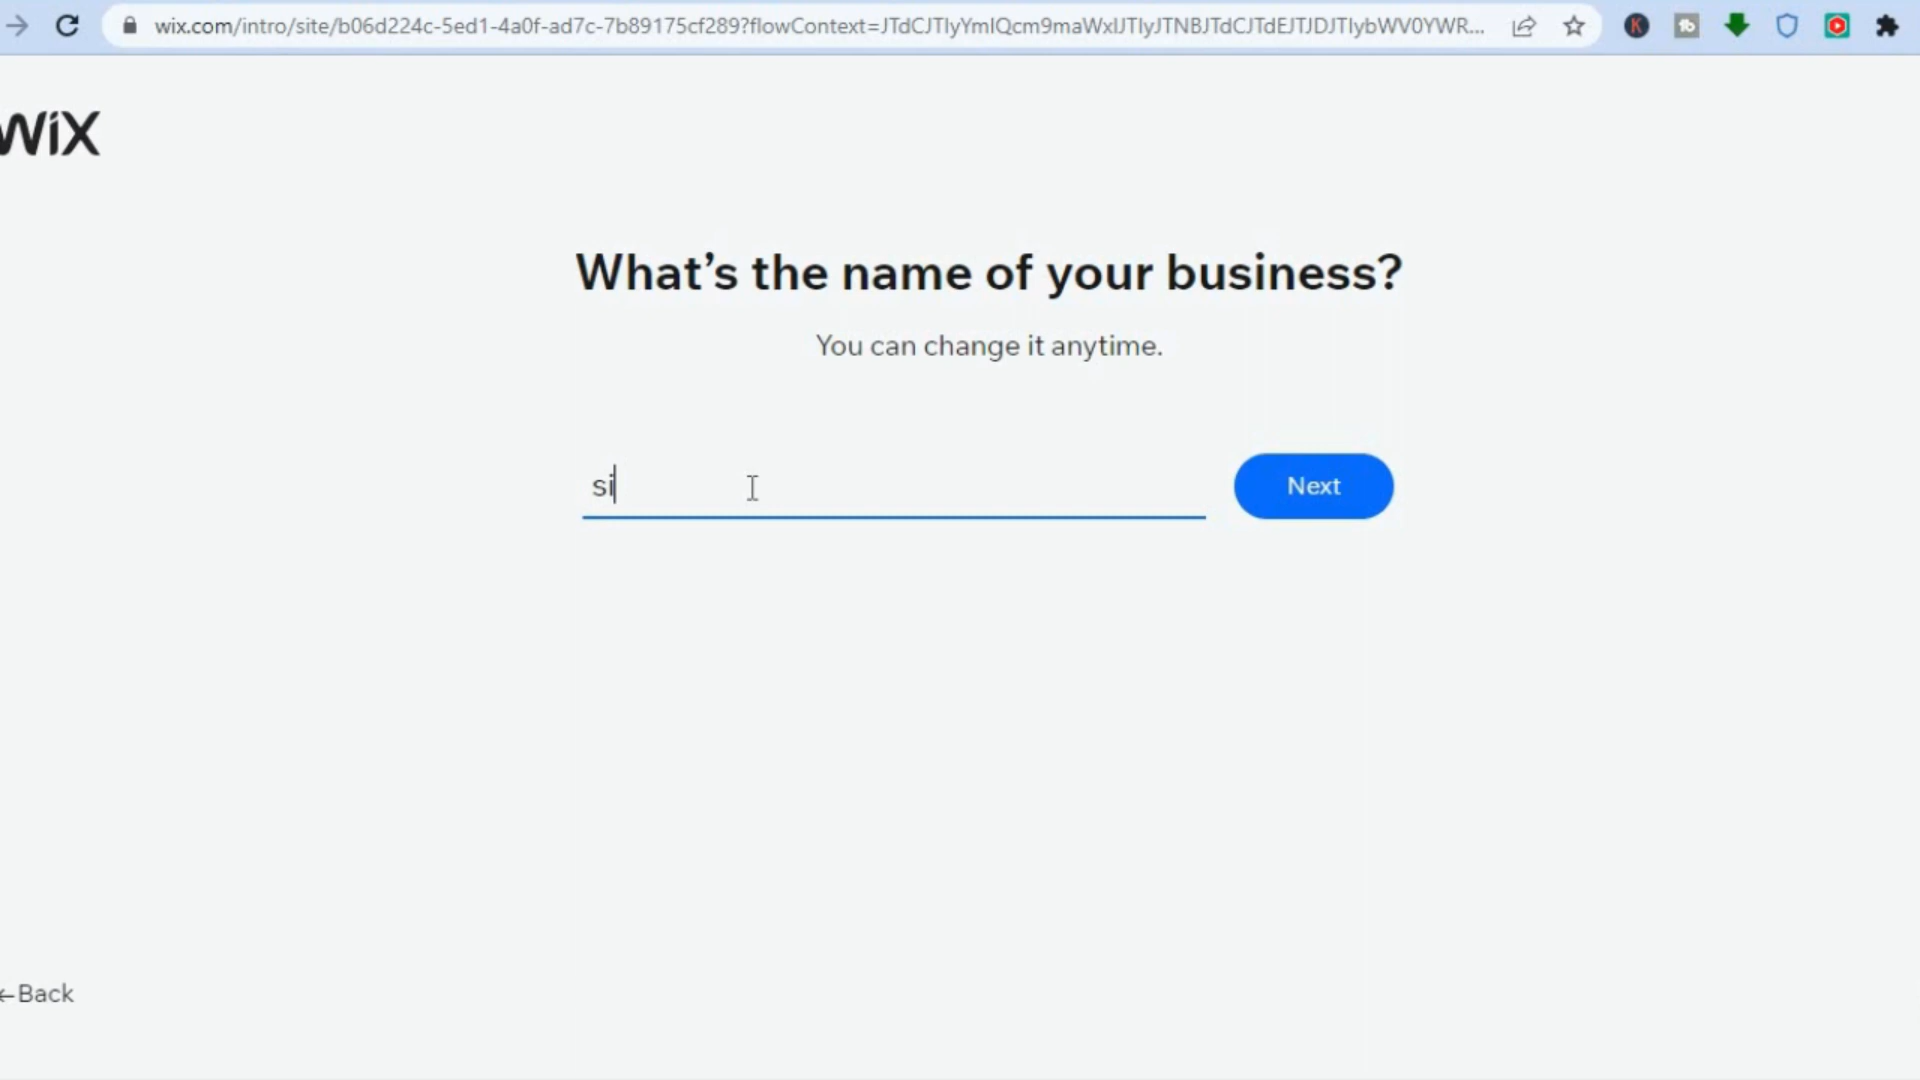 wix.com/intro/site/b06d224c-5ed1-4a0f-ad7c-7b89175cf289?flowContext=JTdCJTIyYmlQcm9maWxlJTIyJTNBJTdCJTdEJTJDJTIybWV0YWR...
WiX
What's the name of your business?
You can change it anytime.
si
Next
←Back